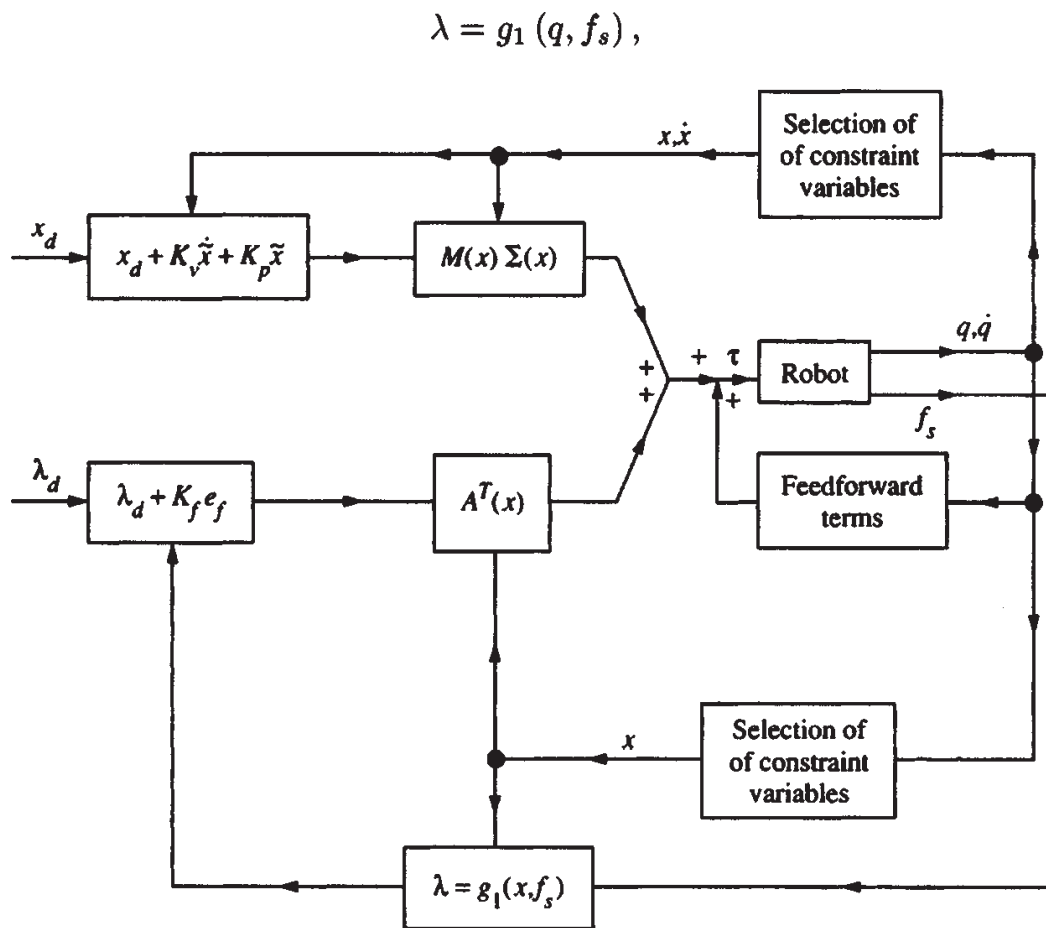 λ = g₁ (q, fₛ) ,
Selection of
of constraint
variables
x,ẋ
x_d
x_d + K_v x̃̇ + K_p x̃
M(x) Σ(x)
+
+
+
τ
+
Robot
q,q̇
fₛ
λ_d
λ_d + K_f e_f
Aᵀ(x)
Feedforward
terms
x
Selection of
of constraint
variables
λ = g₁(x,fₛ)